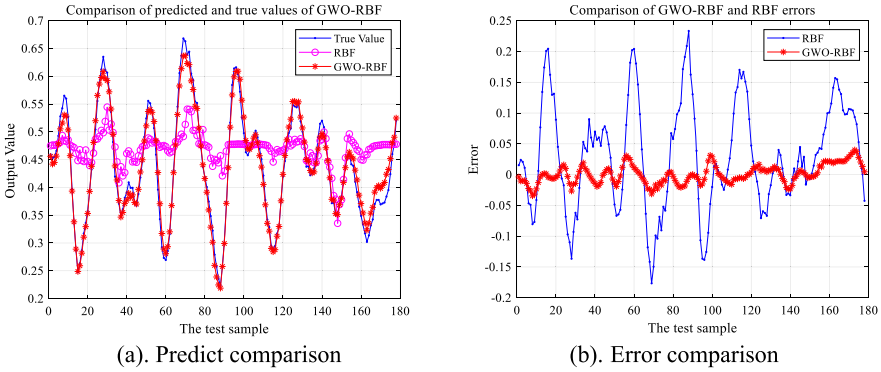 Comparison of predicted and true values of GWO-RBF
0.7
0.65
0.6
0.55
0.5
0.45
0.4
0.35
0.3
0.25
0.2
Output Value
True Value
RBF
GWO-RBF
0 20 40 60 80 100 120 140 160 180
The test sample
(a). Predict comparison
Comparison of GWO-RBF and RBF errors
0.25
0.2
0.15
0.1
0.05
0
-0.05
-0.1
-0.15
-0.2
Error
RBF
GWO-RBF
0 20 40 60 80 100 120 140 160 180
The test sample
(b). Error comparison